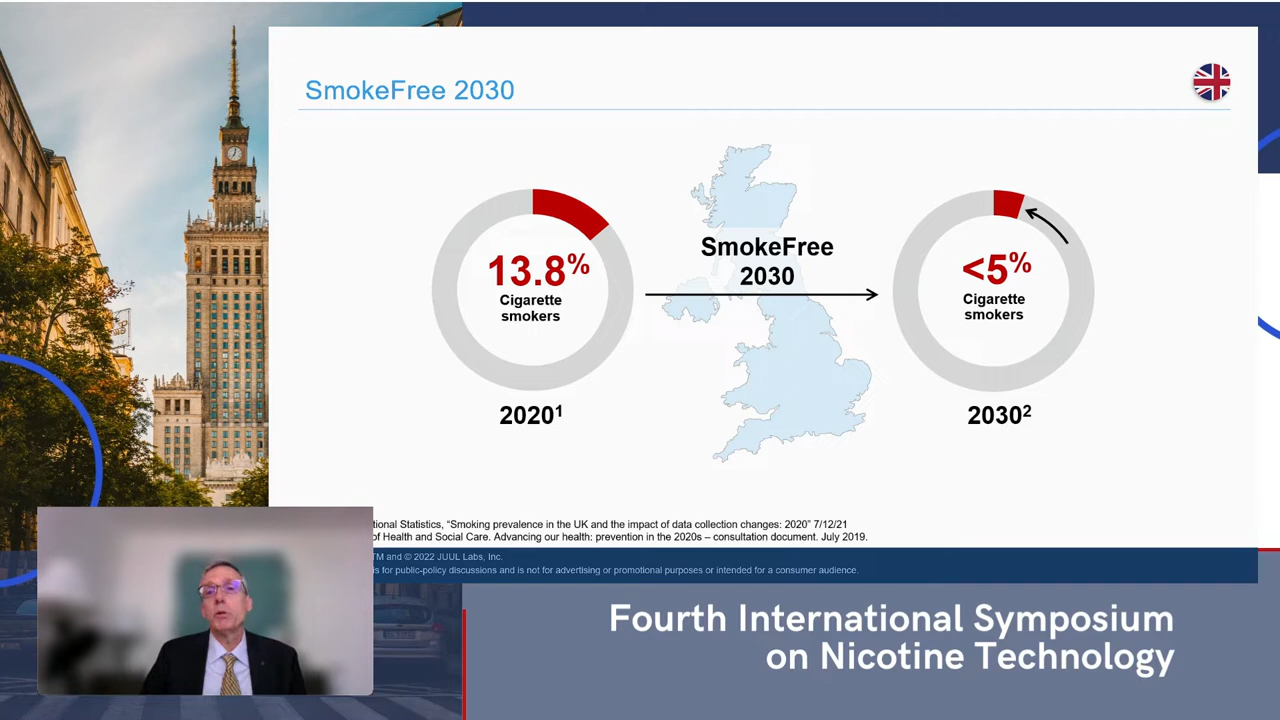 SmokeFree 2030
13.8%
Cigarette
smokers
20201
SmokeFree
2030
<5%
Cigarette
smokers
20302
Statistics, “Smoking prevalence in the UK and the impact of data collection changes: 2020” 7/12/21
of Health and Social Care. Advancing our health: prevention in the 2020s – consultation document. July 2019.
TM and © 2022 JUUL Labs, Inc.
is for public-policy discussions and is not for advertising or promotional purposes or intended for a consumer audience.
Fourth International Symposium
on Nicotine Technology